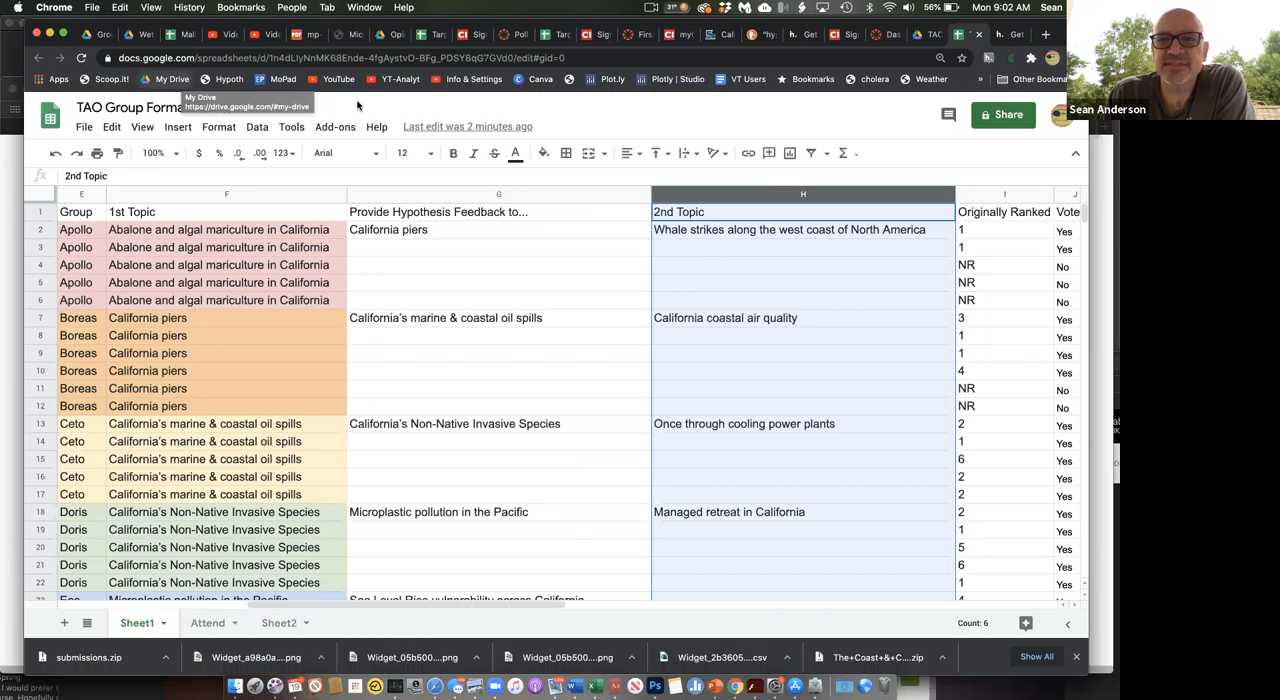 Chrome File Edit View History Bookmarks People Tab Window Help 31° 56% Mon 9:02 AM Sean
docs.google.com/spreadsheets/d/1n4dLIyNnMK68Ende-4fgAystvO-BFg_PDSY8qG7GVd0/edit#gid=0
Apps Scoop.it! My Drive Hypoth MoPad YouTube YT-Analyt Info & Settings Canva Plot.ly Plotly | Studio VT Users Bookmarks cholera Weather » Other Bookma
My Drive
https://drive.google.com/#my-drive
TAO Group Forma
Share
Sean Anderson
File Edit View Insert Format Data Tools Add-ons Help Last edit was 2 minutes ago
100% $ % .0 .00 123 Arial 12 B I S A
fx 2nd Topic
E F G H I J
1 Group 1st Topic Provide Hypothesis Feedback to... 2nd Topic Originally Ranked Vote
2 Apollo Abalone and algal mariculture in California California piers Whale strikes along the west coast of North America 1 Yes
3 Apollo Abalone and algal mariculture in California 1 Yes
4 Apollo Abalone and algal mariculture in California NR No
5 Apollo Abalone and algal mariculture in California NR No
6 Apollo Abalone and algal mariculture in California NR No
7 Boreas California piers California's marine & coastal oil spills California coastal air quality 3 Yes
8 Boreas California piers 1 Yes
9 Boreas California piers 1 Yes
10 Boreas California piers 4 Yes
11 Boreas California piers NR No
12 Boreas California piers NR No
13 Ceto California's marine & coastal oil spills California's Non-Native Invasive Species Once through cooling power plants 2 Yes
14 Ceto California's marine & coastal oil spills 1 Yes
15 Ceto California's marine & coastal oil spills 6 Yes
16 Ceto California's marine & coastal oil spills 2 Yes
17 Ceto California's marine & coastal oil spills 2 Yes
18 Doris California's Non-Native Invasive Species Microplastic pollution in the Pacific Managed retreat in California 2 Yes
19 Doris California's Non-Native Invasive Species 1 Yes
20 Doris California's Non-Native Invasive Species 5 Yes
21 Doris California's Non-Native Invasive Species 6 Yes
22 Doris California's Non-Native Invasive Species 1 Yes
Sheet1 Attend Sheet2 Count: 6
submissions.zip Widget_a98a0a....png Widget_05b500....png Widget_05b500....png Widget_2b3605....csv The+Coast+&+C....zip Show All